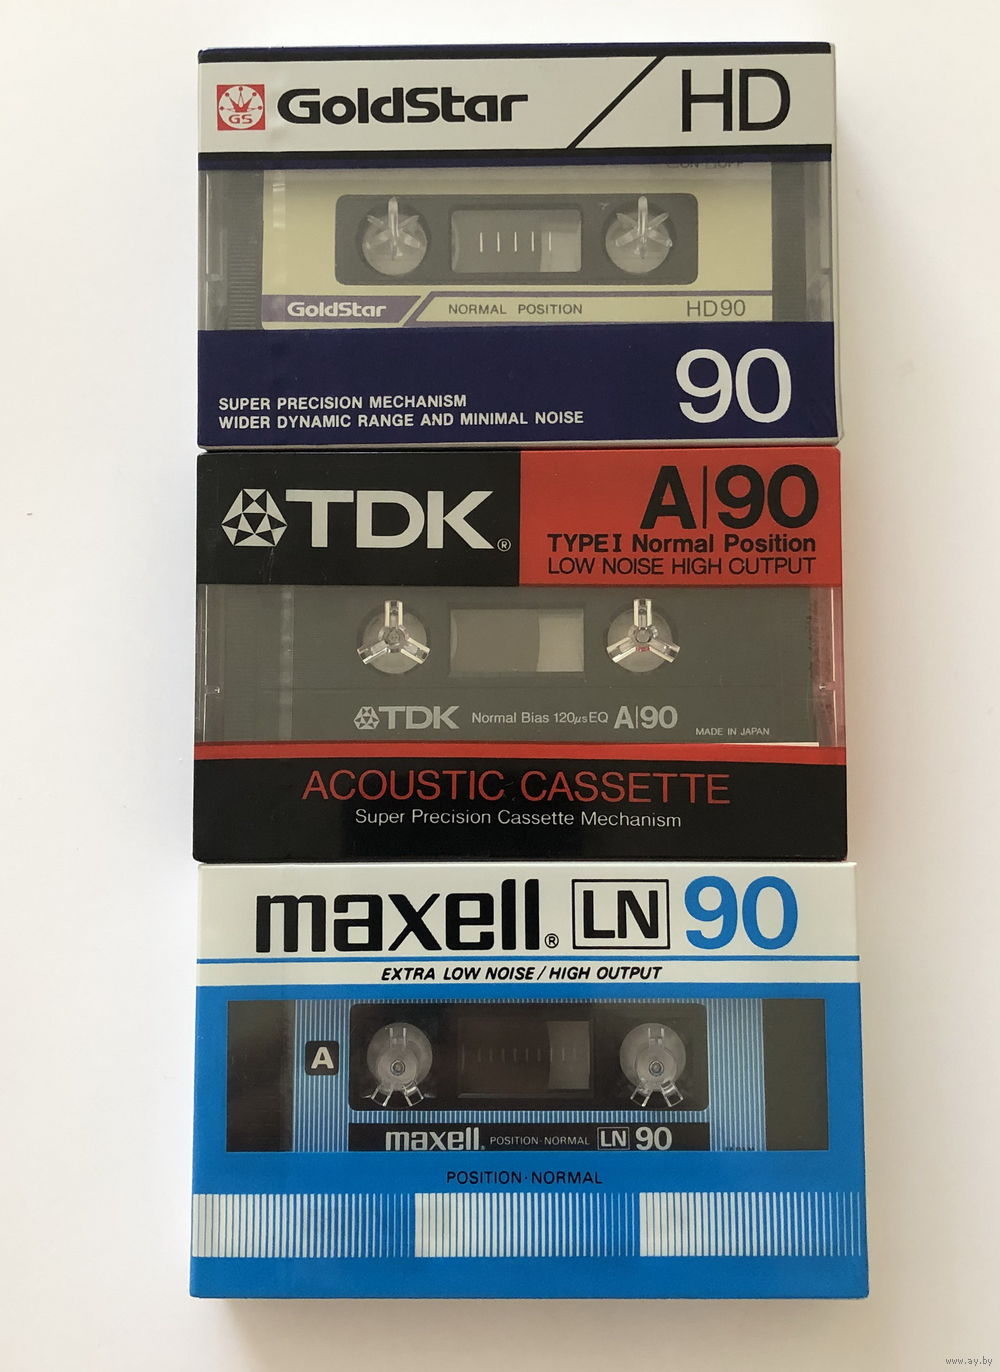 GS GoldStar HD
GoldStar NORMAL POSITION HD90
90
SUPER PRECISION MECHANISM
WIDER DYNAMIC RANGE AND MINIMAL NOISE
TDK®
A|90
TYPE I Normal Position
LOW NOISE HIGH OUTPUT
TDK Normal Bias 120µs EQ A|90
MADE IN JAPAN
ACOUSTIC CASSETTE
Super Precision Cassette Mechanism
maxell® LN 90
EXTRA LOW NOISE / HIGH OUTPUT
A
maxell. POSITION·NORMAL LN 90
POSITION·NORMAL
www.ay.by